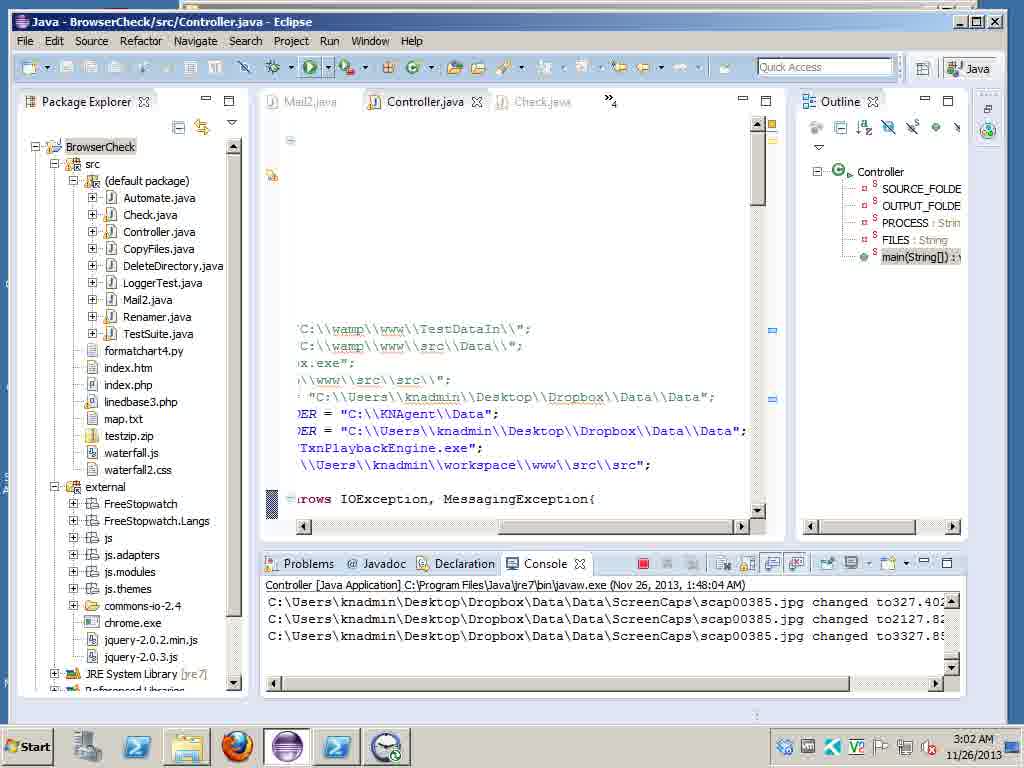 Java - BrowserCheck/src/Controller.java - Eclipse
File Edit Source Refactor Navigate Search Project Run Window Help
Quick Access
Java
Package Explorer
Mail2.java
Controller.java
Check.java
»4
Outline
BrowserCheck
src
(default package)
Automate.java
Check.java
Controller.java
CopyFiles.java
DeleteDirectory.java
LoggerTest.java
Mail2.java
Renamer.java
TestSuite.java
formatchart4.py
index.htm
index.php
linedbase3.php
map.txt
testzip.zip
waterfall.js
waterfall2.css
external
FreeStopwatch
FreeStopwatch.Langs
js
js.adapters
js.modules
js.themes
commons-io-2.4
chrome.exe
jquery-2.0.2.min.js
jquery-2.0.3.js
JRE System Library [jre7]
Referenced Libraries
'C:\\wamp\\www\\TestDataIn\\";
'C:\\wamp\\www\\src\\Data\\";
x.exe";
\\www\\src\\src\\";
"C:\\Users\\knadmin\\Desktop\\Dropbox\\Data\\Data";
DER = "C:\\KNAgent\\Data";
DER = "C:\\Users\\knadmin\\Desktop\\Dropbox\\Data\\Data";
TxnPlaybackEngine.exe";
\\Users\\knadmin\\workspace\\www\\src\\src";
rows IOException, MessagingException{
Controller
SOURCE_FOLDE
OUTPUT_FOLDE
PROCESS : Strin
FILES : String
main(String[]) : v
Problems
Javadoc
Declaration
Console
Controller [Java Application] C:\Program Files\Java\jre7\bin\javaw.exe (Nov 26, 2013, 1:48:04 AM)
C:\Users\knadmin\Desktop\Dropbox\Data\Data\ScreenCaps\scap00385.jpg changed to327.402
C:\Users\knadmin\Desktop\Dropbox\Data\Data\ScreenCaps\scap00385.jpg changed to2127.82
C:\Users\knadmin\Desktop\Dropbox\Data\Data\ScreenCaps\scap00385.jpg changed to3327.85
Start
3:02 AM
11/26/2013